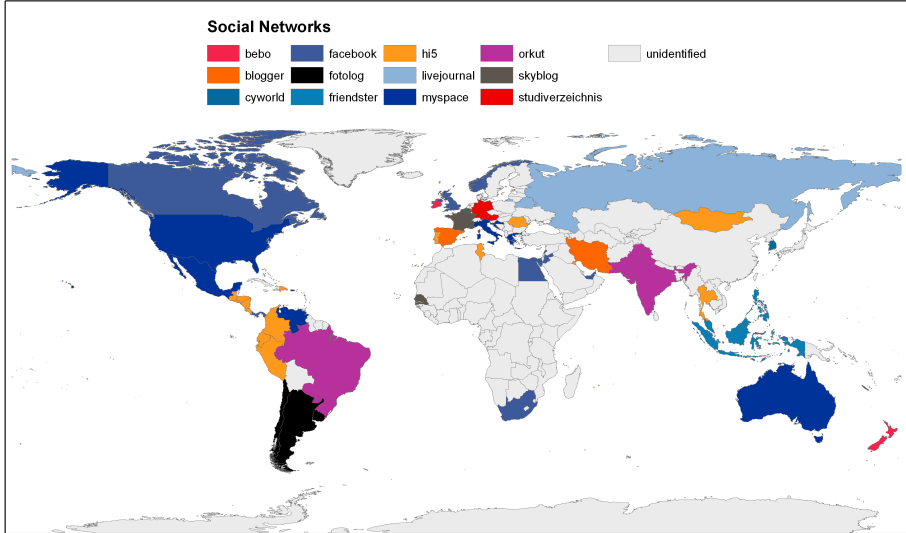 Social Networks
bebo facebook hi5 orkut unidentified
blogger fotolog livejournal skyblog
cyworld friendster myspace studiverzeichnis